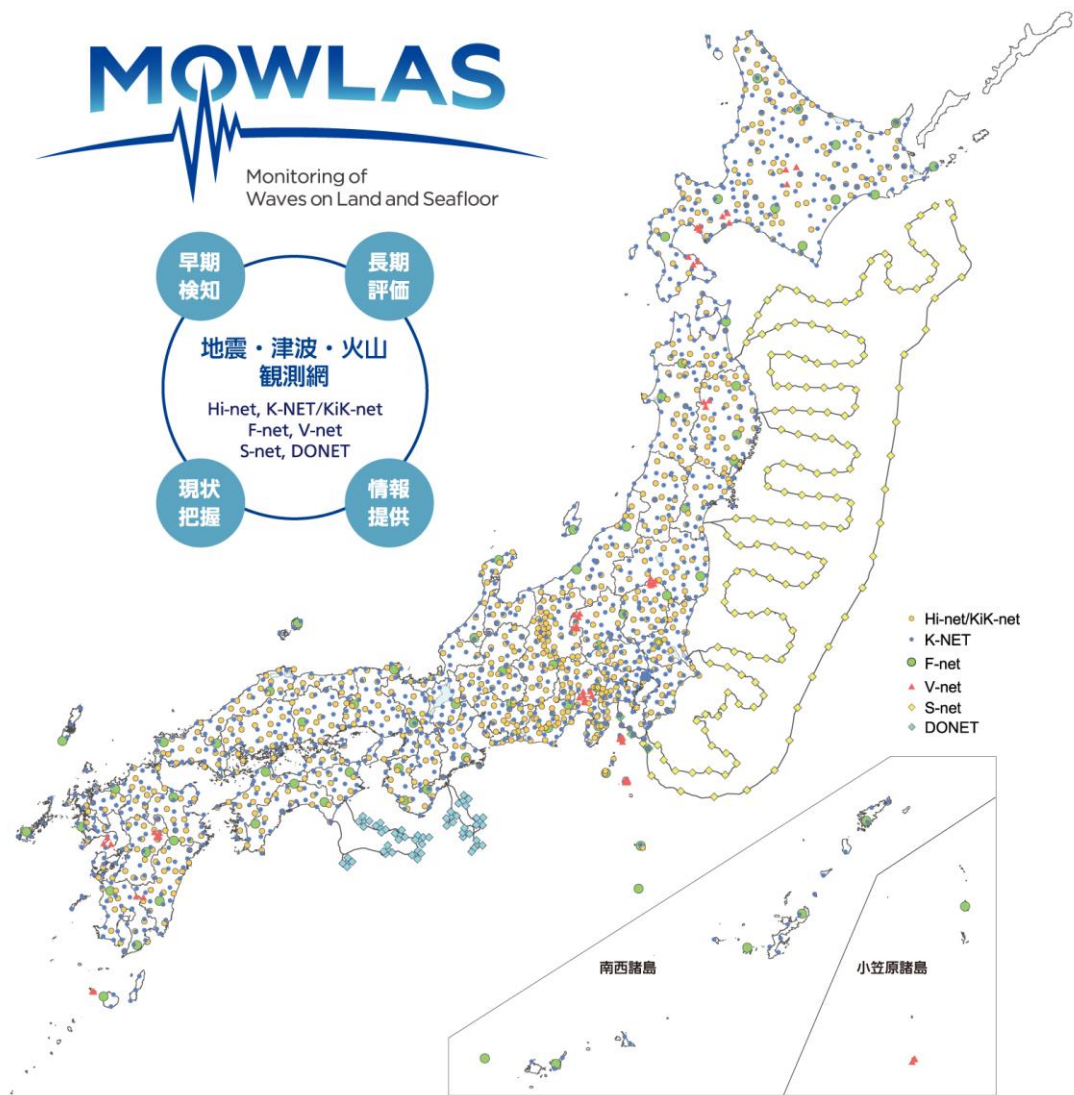 MOWLAS
Monitoring of
Waves on Land and Seafloor
早期
検知
長期
評価
地震・津波・火山
観測網
Hi-net, K-NET/KiK-net
F-net, V-net
S-net, DONET
現状
把握
情報
提供
Hi-net/KiK-net
K-NET
F-net
V-net
S-net
DONET
南西諸島
小笠原諸島